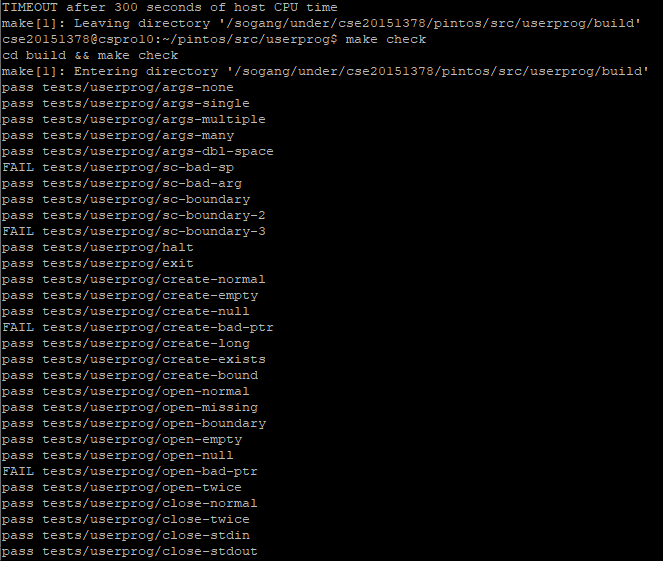 TIMEOUT after 300 seconds of host CPU time
make[1]: Leaving directory '/sogang/under/cse20151378/pintos/src/userprog/build'
cse20151378@cspro10:~/pintos/src/userprog$ make check
cd build && make check
make[1]: Entering directory '/sogang/under/cse20151378/pintos/src/userprog/build'
pass tests/userprog/args-none
pass tests/userprog/args-single
pass tests/userprog/args-multiple
pass tests/userprog/args-many
pass tests/userprog/args-dbl-space
FAIL tests/userprog/sc-bad-sp
pass tests/userprog/sc-bad-arg
pass tests/userprog/sc-boundary
pass tests/userprog/sc-boundary-2
FAIL tests/userprog/sc-boundary-3
pass tests/userprog/halt
pass tests/userprog/exit
pass tests/userprog/create-normal
pass tests/userprog/create-empty
pass tests/userprog/create-null
FAIL tests/userprog/create-bad-ptr
pass tests/userprog/create-long
pass tests/userprog/create-exists
pass tests/userprog/create-bound
pass tests/userprog/open-normal
pass tests/userprog/open-missing
pass tests/userprog/open-boundary
pass tests/userprog/open-empty
pass tests/userprog/open-null
FAIL tests/userprog/open-bad-ptr
pass tests/userprog/open-twice
pass tests/userprog/close-normal
pass tests/userprog/close-twice
pass tests/userprog/close-stdin
pass tests/userprog/close-stdout